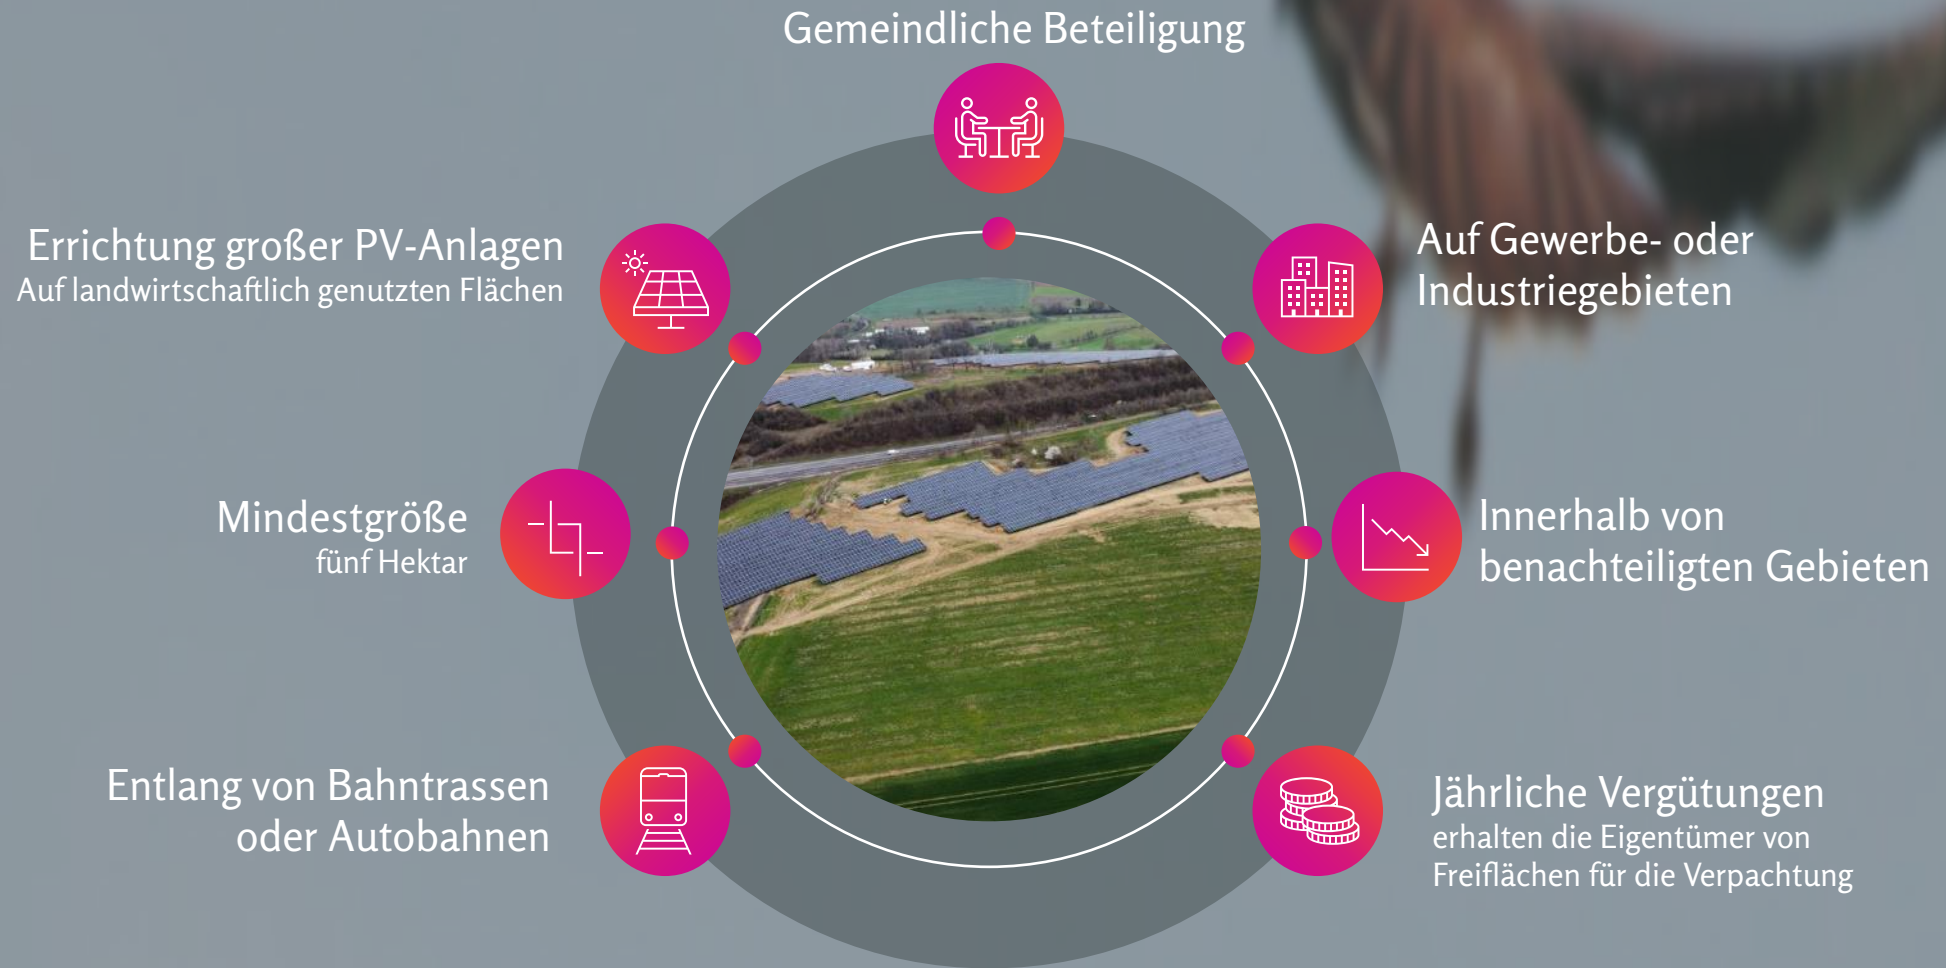 Gemeindliche Beteiligung
Errichtung großer PV-Anlagen
Auf landwirtschaftlich genutzten Flächen
Auf Gewerbe- oder
Industriegebieten
Mindestgröße
fünf Hektar
Innerhalb von
benachteiligten Gebieten
Entlang von Bahntrassen
oder Autobahnen
Jährliche Vergütungen
erhalten die Eigentümer von
Freiflächen für die Verpachtung